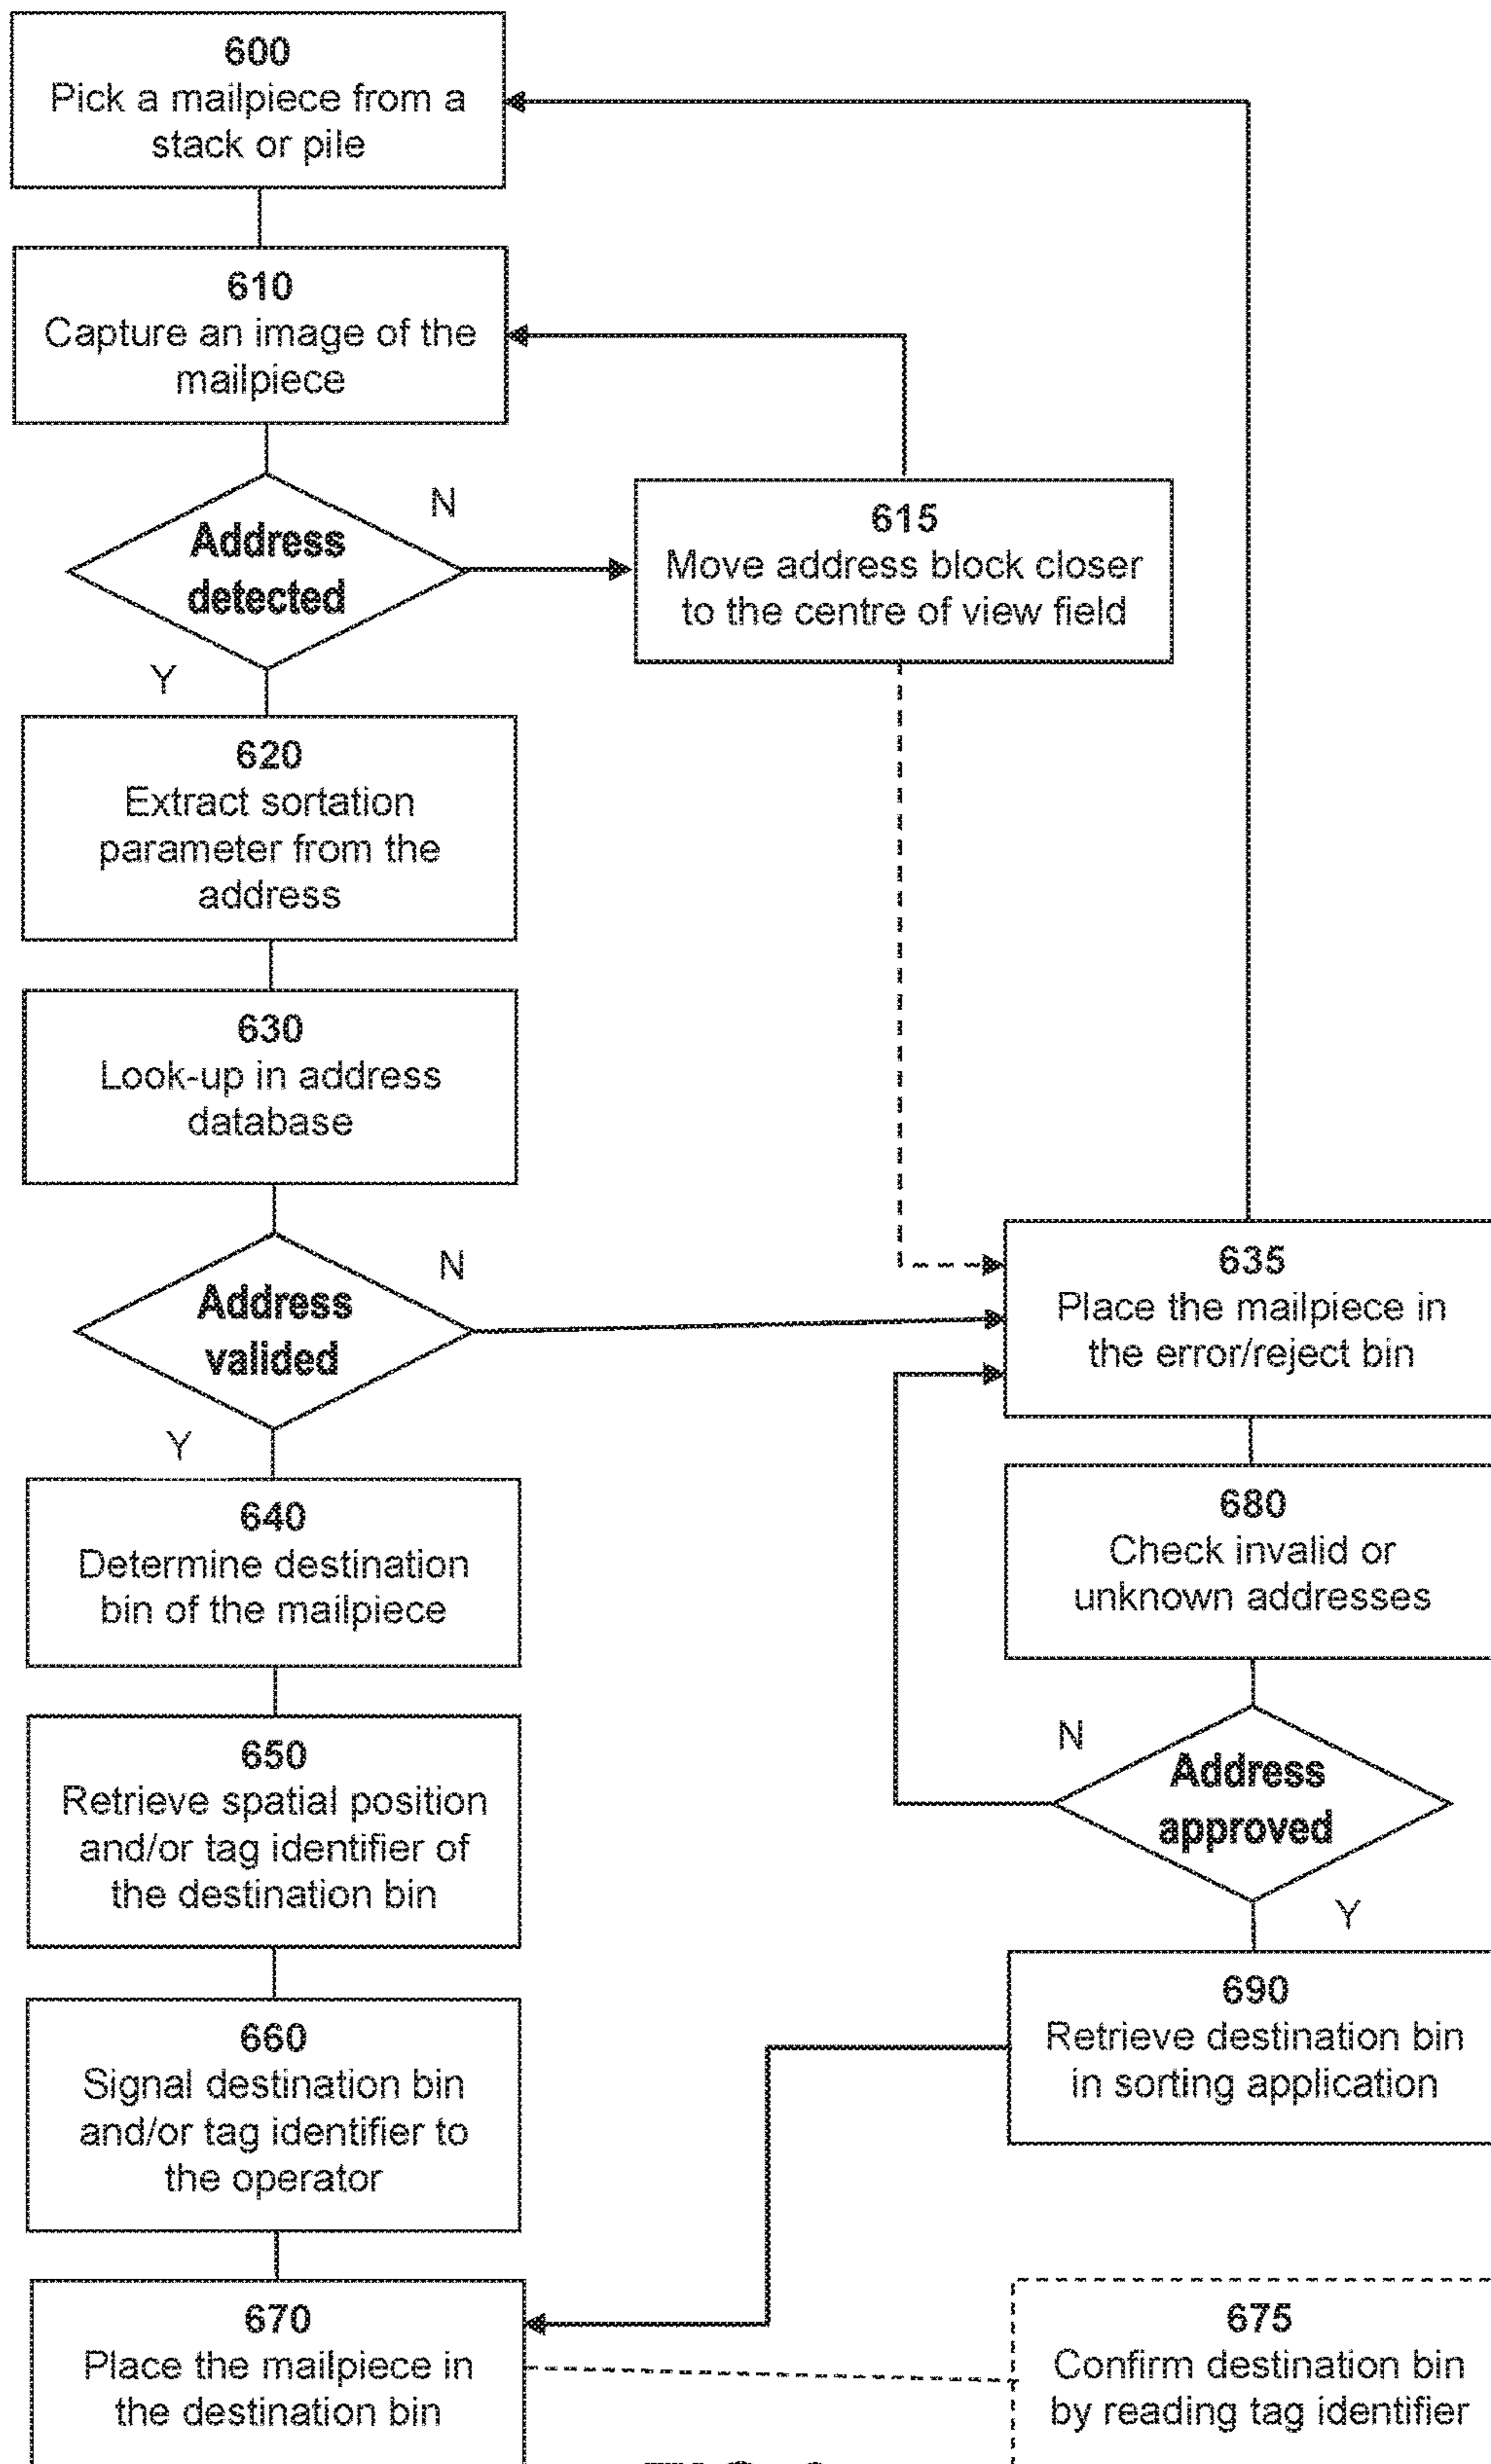 600
Pick a mailpiece from a
stack or pile
610
Capture an image of the
mailpiece
Address
detected
N
Y
615
Move address block closer
to the centre of view field
620
Extract sortation
parameter from the
address
630
Look-up in address
database
Address
valided
N
Y
635
Place the mailpiece in
the error/reject bin
640
Determine destination
bin of the mailpiece
680
Check invalid or
unknown addresses
650
Retrieve spatial position
and/or tag identifier of
the destination bin
N
Address
approved
Y
660
Signal destination bin
and/or tag identifier to
the operator
690
Retrieve destination bin
in sorting application
670
Place the mailpiece in
the destination bin
675
Confirm destination bin
by reading tag identifier